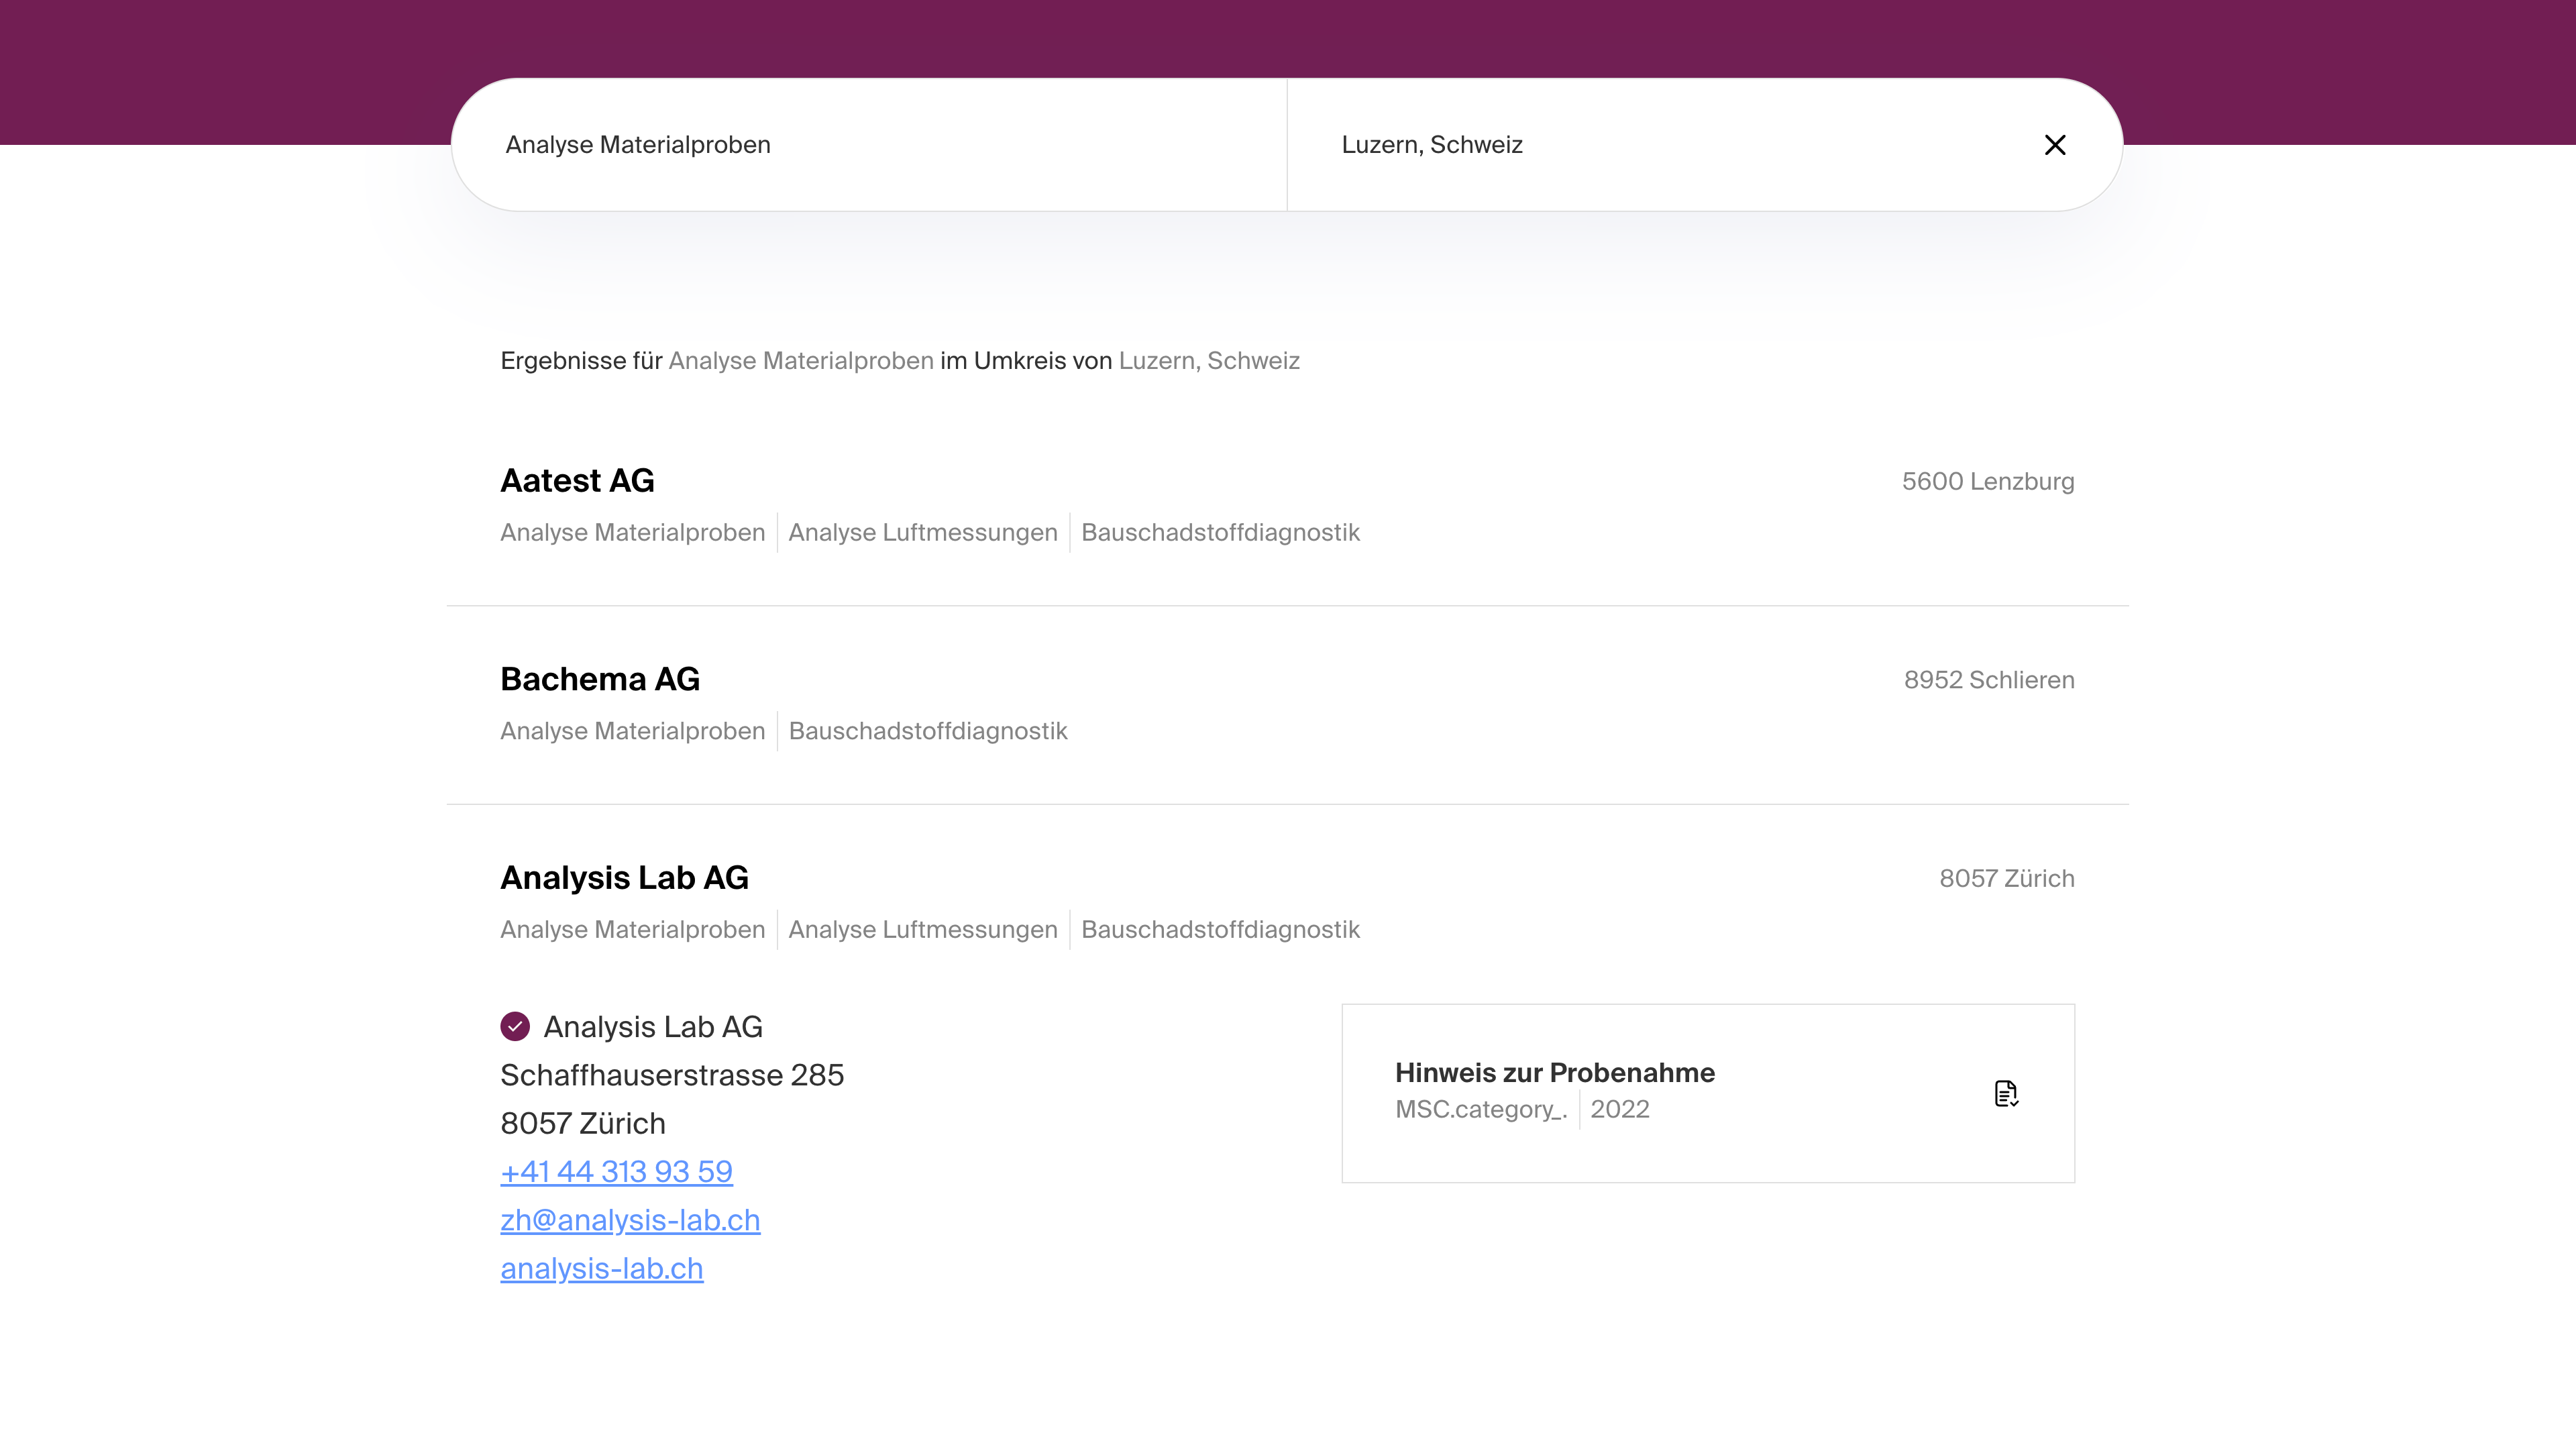 Analyse Materialproben
Luzern, Schweiz
Ergebnisse für Analyse Materialproben im Umkreis von Luzern, Schweiz
Aatest AG
5600 Lenzburg
Analyse Materialproben Analyse Luftmessungen Bauschadstoffdiagnostik
Bachema AG
8952 Schlieren
Analyse Materialproben Bauschadstoffdiagnostik
Analysis Lab AG
8057 Zürich
Analyse Materialproben Analyse Luftmessungen Bauschadstoffdiagnostik
Analysis Lab AG
Schaffhauserstrasse 285
8057 Zürich
+41 44 313 93 59
zh@analysis-lab.ch
analysis-lab.ch
Hinweis zur Probenahme
MSC.category_. 2022